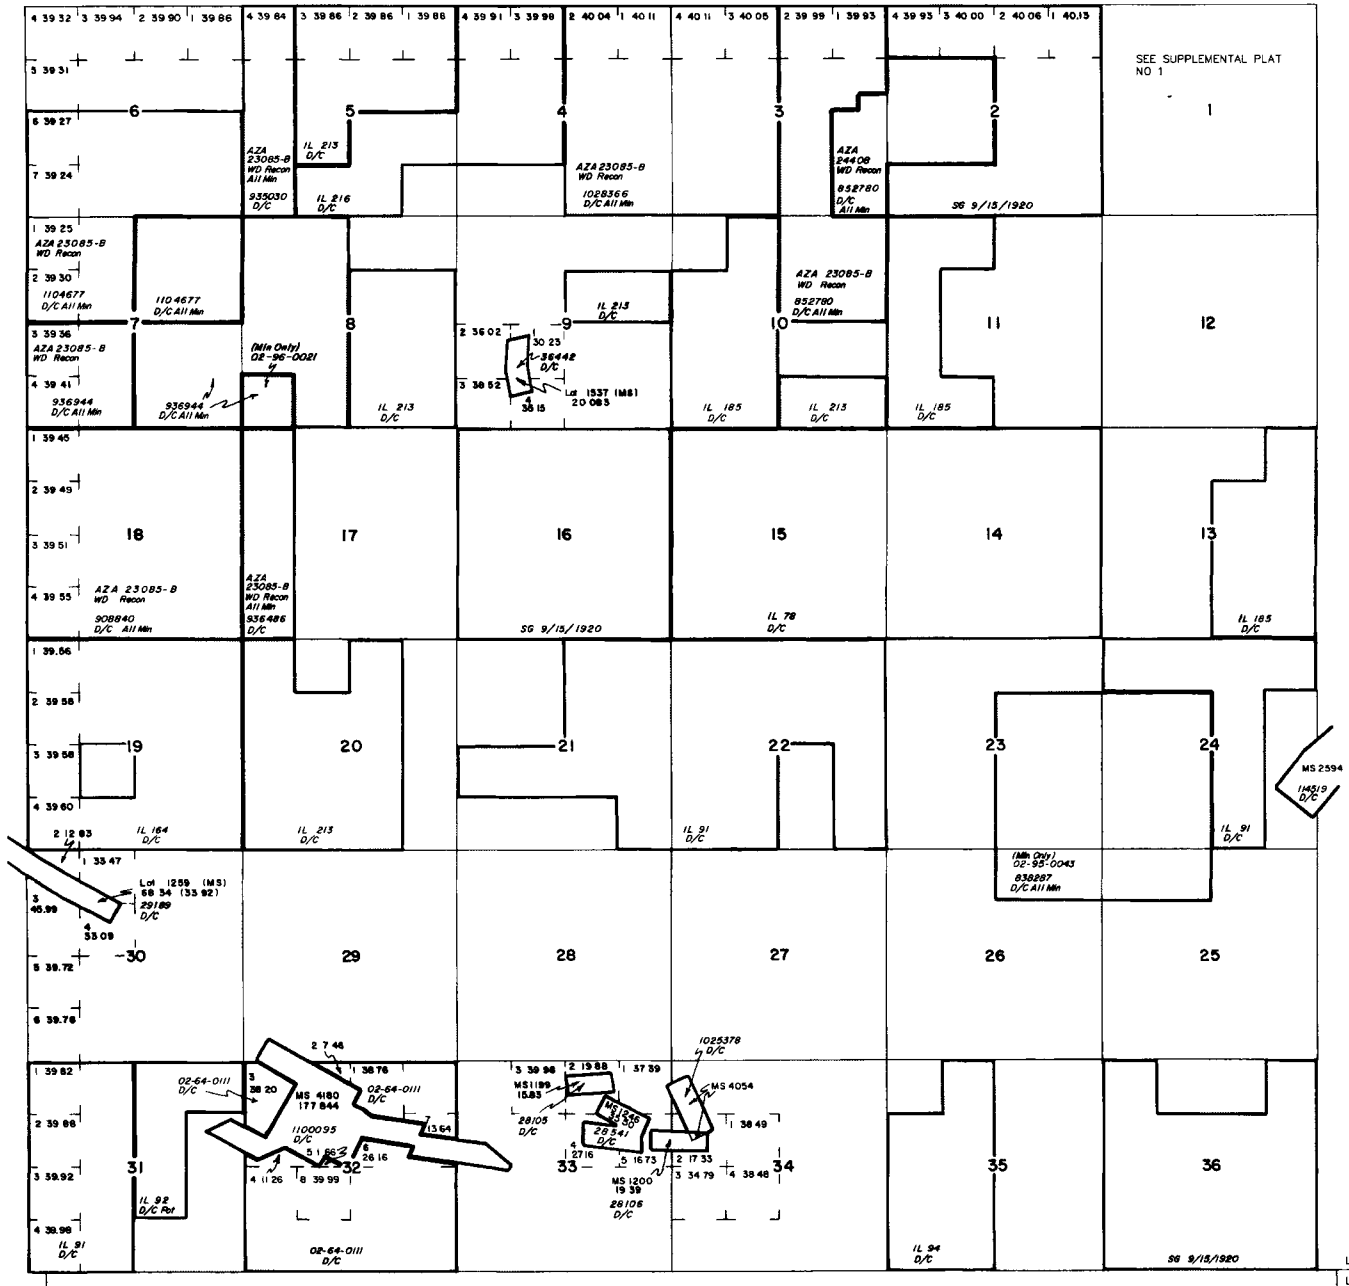 4 39 32 3 39 94 2 39 90 1 39 86 4 39 84 3 39 86 2 39 86 1 39 88 4 39 91 3 39 98 2 40 04 1 40 11 4 40 11 3 40 05 2 39 99 1 39 93 4 39 93 3 40 00 2 40 06 1 40.13
SEE SUPPLEMENTAL PLAT
NO 1
5 39.31
6 5 4 3 2 1
6 39 27
7 39 24
AZA
23085-B
WD Recon
All Min
935030
D/C
IL 213
D/C
IL 216
D/C
AZA 23085-B
WD Recon
1028366
D/C All Min
AZA
24408
WD Recon
852780
D/C
All Min
SG 9/15/1920
1 39 25
AZA 23085-B
WD Recon
2 39 30
1104677
D/C All Min
1104677
D/C All Min
7 8 9 10 11 12
3 39 36
AZA 23085-B
WD Recon
4 39 41
936944
D/C All Min
936944
D/C All Min
(Min Only)
02-96-0021
IL 213
D/C
IL 213
D/C
2 36 02
1
30 23
36442
D/C
3 38 52
Lot 1537 (MS)
20 083
4
36 15
AZA 23085-B
WD Recon
852780
D/C All Min
IL 185
D/C
IL 213
D/C
IL 185
D/C
1 39 45
2 39 49
18 17 16 15 14 13
3 39 51
4 39 55
AZA 23085-B
WD Recon
908840
D/C All Min
AZA
23085-B
WD Recon
All Min
936486
D/C
SG 9/15/1920
IL 78
D/C
IL 185
D/C
1 39.56
2 39 58
19 20 21 22 23 24
3 39.58
4 39 60
MS 2594
114519
D/C
IL 164
D/C
IL 213
D/C
IL 91
D/C
IL 91
D/C
2 12 83
1 33 47
Lot 1259 (MS)
68 34 (33 92)
29189
D/C
3
45.99
4
33 09
(Min Only)
02-95-0043
838287
D/C All Min
30 29 28 27 26 25
5 39.72
6 39.76
1 39 82
02-64-0111
D/C
3
38 20
2 7 46
38 76
02-64-0111
D/C
MS 4180
177 844
1100095
D/C
13 64
3 39 98
2 19 88
1 37 39
MS 1199
15.83
28105
D/C
28 541
D/C
1025378
D/C
MS 4054
1 38 49
2 39 88
31 32 33 34 35 36
3 39.92
4 11 26
8 39 99
6
26 16
4
27 16
5 16 73
2 17 33
3 34 79
4 38 48
MS 1200
19 39
28106
D/C
IL 92
D/C Pat
4 39.98
IL 91
D/C
02-64-0111
D/C
IL 94
D/C
SG 9/15/1920